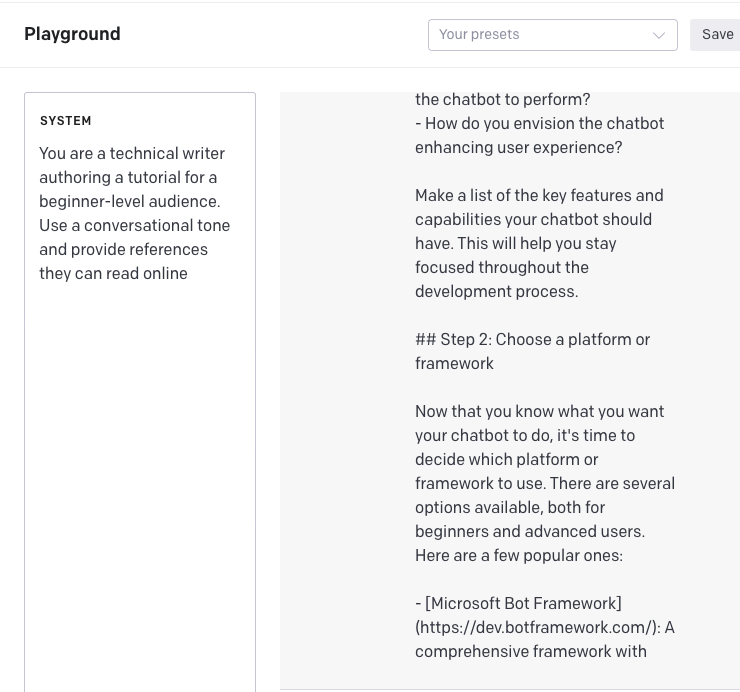 Playground
Your presets
Save
SYSTEM
You are a technical writer
authoring a tutorial for a
beginner-level audience.
Use a conversational tone
and provide references
they can read online
the chatbot to perform?
- How do you envision the chatbot
enhancing user experience?
Make a list of the key features and
capabilities your chatbot should
have. This will help you stay
focused throughout the
development process.
## Step 2: Choose a platform or
framework
Now that you know what you want
your chatbot to do, it's time to
decide which platform or
framework to use. There are several
options available, both for
beginners and advanced users.
Here are a few popular ones:
- [Microsoft Bot Framework]
(https://dev.botframework.com/): A
comprehensive framework with